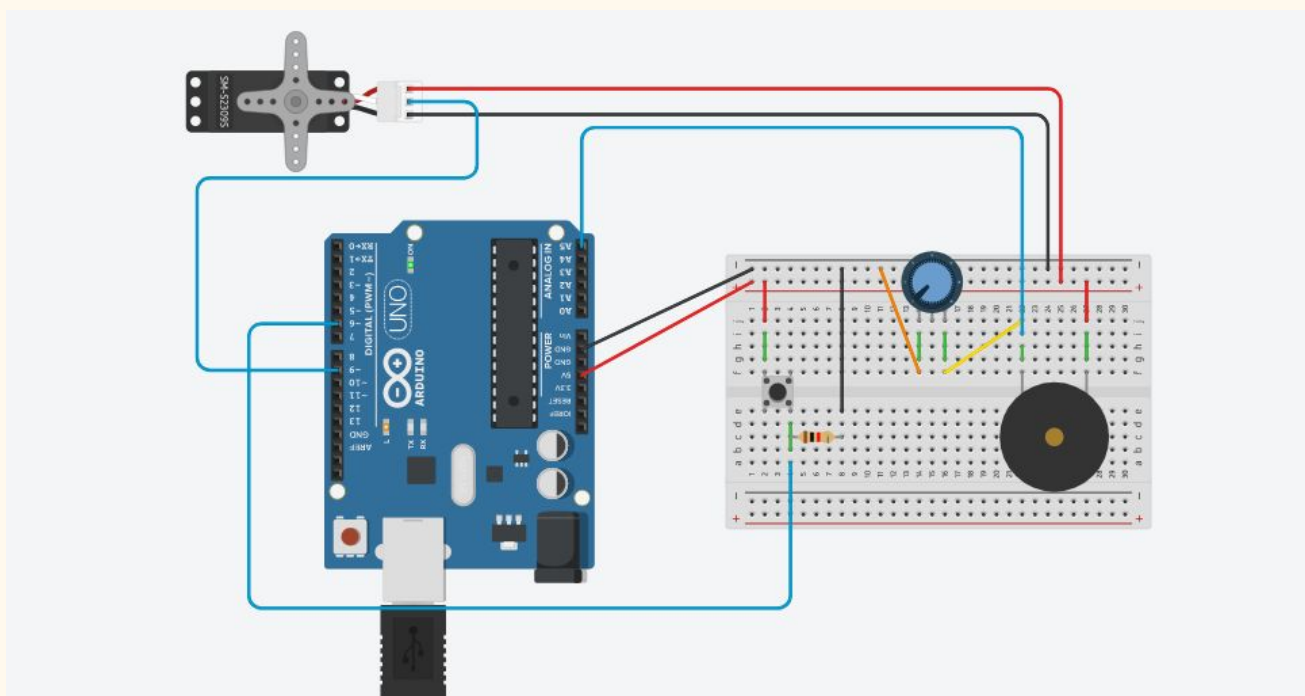 SM-S2309S
RX←0
TX→1
2
~3
4
~5
~6
7
8
~9
~10
~11
12
13
GND
AREF
DIGITAL (PWM~)
ON
UNO
ARDUINO
L
TX
RX
ANALOG IN
A5
A4
A3
A2
A1
A0
POWER
Vin
GND
GND
5V
3.3V
RESET
IOREF
- -
+ +
j j
i i
h h
g g
f f
e e
d d
c c
b b
a a
- -
+ +